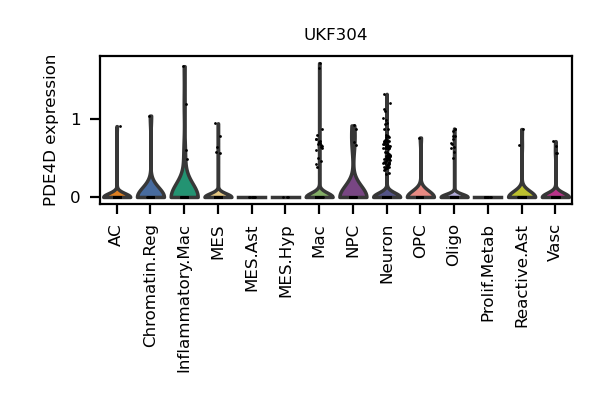 UKF304
PDE4D expression
1
0
AC
Chromatin.Reg
Inflammatory.Mac
MES
MES.Ast
MES.Hyp
Mac
NPC
Neuron
OPC
Oligo
Prolif.Metab
Reactive.Ast
Vasc